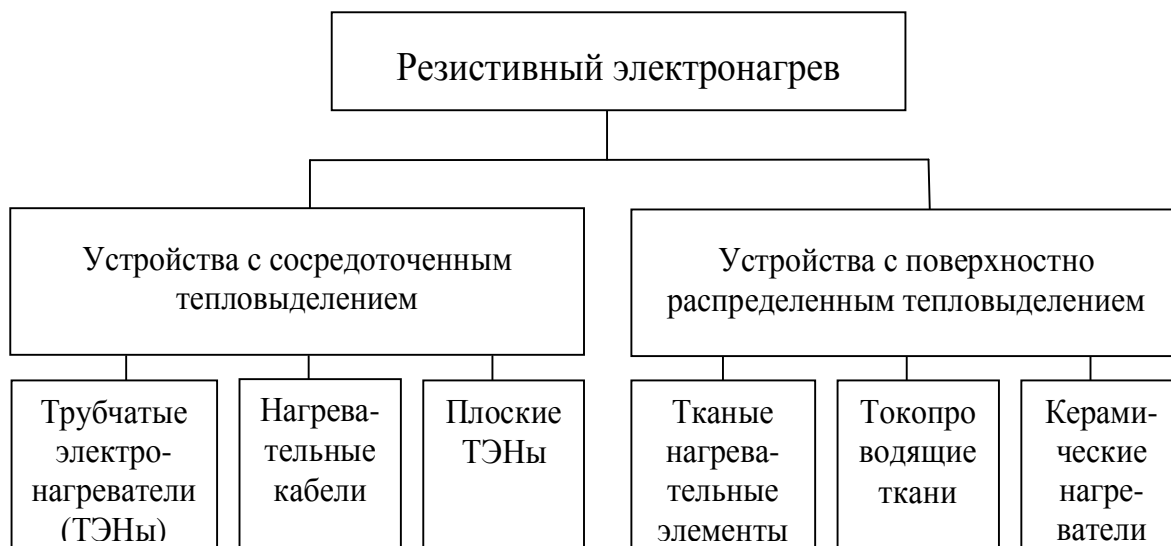 Резистивный электронагрев
Устройства с сосредоточенным
тепловыделением
Устройства с поверхностно
распределенным тепловыделением
Трубчатые
электро-
нагреватели
(ТЭНы)
Нагрева-
тельные
кабели
Плоские
ТЭНы
Тканые
нагрева-
тельные
элементы
Токопро
водящие
ткани
Керами-
ческие
нагре-
ватели